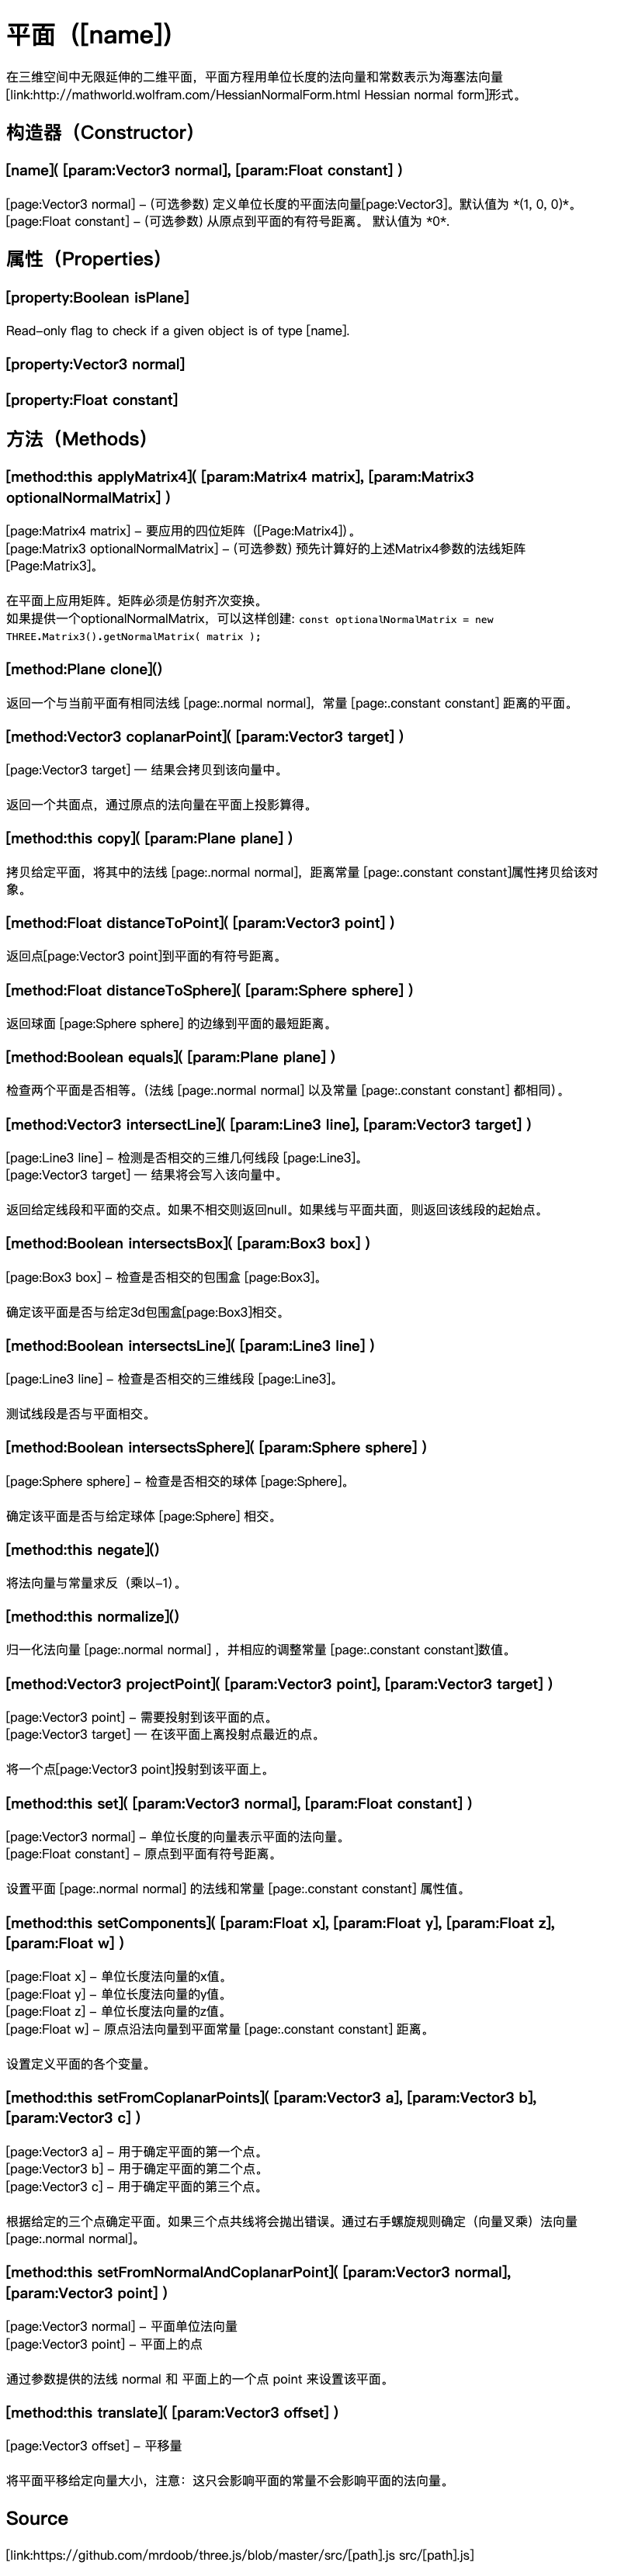 平面（[name]）
在三维空间中无限延伸的二维平面，平面方程用单位长度的法向量和常数表示为海塞法向量
[link:http://mathworld.wolfram.com/HessianNormalForm.html Hessian normal form]形式。
构造器（Constructor）
[name]( [param:Vector3 normal], [param:Float constant] )
[page:Vector3 normal] - (可选参数) 定义单位长度的平面法向量[page:Vector3]。默认值为 *(1, 0, 0)*。
[page:Float constant] - (可选参数) 从原点到平面的有符号距离。 默认值为 *0*.
属性（Properties）
[property:Boolean isPlane]
Read-only flag to check if a given object is of type [name].
[property:Vector3 normal]
[property:Float constant]
方法（Methods）
[method:this applyMatrix4]( [param:Matrix4 matrix], [param:Matrix3
optionalNormalMatrix] )
[page:Matrix4 matrix] - 要应用的四位矩阵（[Page:Matrix4]）。
[page:Matrix3 optionalNormalMatrix] - (可选参数) 预先计算好的上述Matrix4参数的法线矩阵
[Page:Matrix3]。
在平面上应用矩阵。矩阵必须是仿射齐次变换。
如果提供一个optionalNormalMatrix，可以这样创建: const optionalNormalMatrix = new
THREE.Matrix3().getNormalMatrix( matrix );
[method:Plane clone]()
返回一个与当前平面有相同法线 [page:.normal normal]，常量 [page:.constant constant] 距离的平面。
[method:Vector3 coplanarPoint]( [param:Vector3 target] )
[page:Vector3 target] — 结果会拷贝到该向量中。
返回一个共面点，通过原点的法向量在平面上投影算得。
[method:this copy]( [param:Plane plane] )
拷贝给定平面，将其中的法线 [page:.normal normal]，距离常量 [page:.constant constant]属性拷贝给该对
象。
[method:Float distanceToPoint]( [param:Vector3 point] )
返回点[page:Vector3 point]到平面的有符号距离。
[method:Float distanceToSphere]( [param:Sphere sphere] )
返回球面 [page:Sphere sphere] 的边缘到平面的最短距离。
[method:Boolean equals]( [param:Plane plane] )
检查两个平面是否相等。（法线 [page:.normal normal] 以及常量 [page:.constant constant] 都相同）。
[method:Vector3 intersectLine]( [param:Line3 line], [param:Vector3 target] )
[page:Line3 line] - 检测是否相交的三维几何线段 [page:Line3]。
[page:Vector3 target] — 结果将会写入该向量中。
返回给定线段和平面的交点。如果不相交则返回null。如果线与平面共面，则返回该线段的起始点。
[method:Boolean intersectsBox]( [param:Box3 box] )
[page:Box3 box] - 检查是否相交的包围盒 [page:Box3]。
确定该平面是否与给定3d包围盒[page:Box3]相交。
[method:Boolean intersectsLine]( [param:Line3 line] )
[page:Line3 line] - 检查是否相交的三维线段 [page:Line3]。
测试线段是否与平面相交。
[method:Boolean intersectsSphere]( [param:Sphere sphere] )
[page:Sphere sphere] - 检查是否相交的球体 [page:Sphere]。
确定该平面是否与给定球体 [page:Sphere] 相交。
[method:this negate]()
将法向量与常量求反（乘以-1）。
[method:this normalize]()
归一化法向量 [page:.normal normal] ，并相应的调整常量 [page:.constant constant]数值。
[method:Vector3 projectPoint]( [param:Vector3 point], [param:Vector3 target] )
[page:Vector3 point] - 需要投射到该平面的点。
[page:Vector3 target] — 在该平面上离投射点最近的点。
将一个点[page:Vector3 point]投射到该平面上。
[method:this set]( [param:Vector3 normal], [param:Float constant] )
[page:Vector3 normal] - 单位长度的向量表示平面的法向量。
[page:Float constant] - 原点到平面有符号距离。
设置平面 [page:.normal normal] 的法线和常量 [page:.constant constant] 属性值。
[method:this setComponents]( [param:Float x], [param:Float y], [param:Float z],
[param:Float w] )
[page:Float x] - 单位长度法向量的x值。
[page:Float y] - 单位长度法向量的y值。
[page:Float z] - 单位长度法向量的z值。
[page:Float w] - 原点沿法向量到平面常量 [page:.constant constant] 距离。
设置定义平面的各个变量。
[method:this setFromCoplanarPoints]( [param:Vector3 a], [param:Vector3 b],
[param:Vector3 c] )
[page:Vector3 a] - 用于确定平面的第一个点。
[page:Vector3 b] - 用于确定平面的第二个点。
[page:Vector3 c] - 用于确定平面的第三个点。
根据给定的三个点确定平面。如果三个点共线将会抛出错误。通过右手螺旋规则确定（向量叉乘）法向量
[page:.normal normal]。
[method:this setFromNormalAndCoplanarPoint]( [param:Vector3 normal],
[param:Vector3 point] )
[page:Vector3 normal] - 平面单位法向量
[page:Vector3 point] - 平面上的点
通过参数提供的法线 normal 和 平面上的一个点 point 来设置该平面。
[method:this translate]( [param:Vector3 offset] )
[page:Vector3 offset] - 平移量
将平面平移给定向量大小，注意：这只会影响平面的常量不会影响平面的法向量。
Source
[link:https://github.com/mrdoob/three.js/blob/master/src/[path].js src/[path].js]